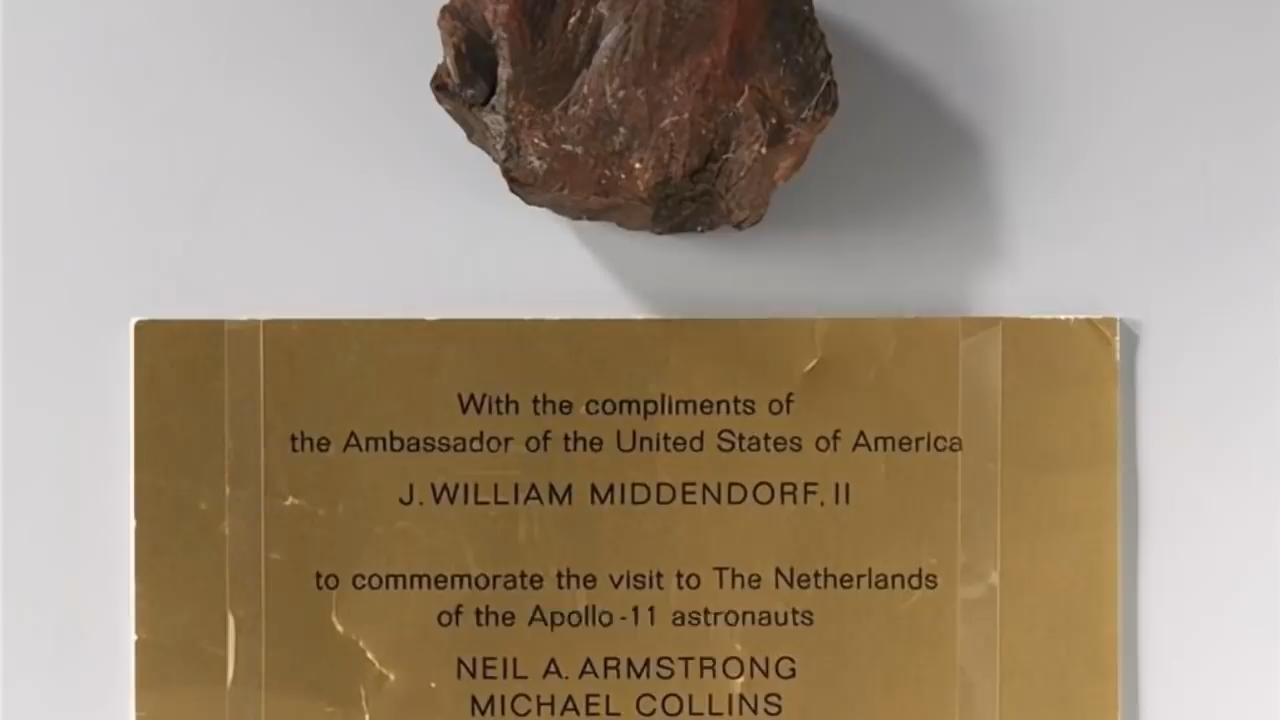 With the compliments of
the Ambassador of the United States of America
J. WILLIAM MIDDENDORF, II
to commemorate the visit to The Netherlands
of the Apollo-11 astronauts
NEIL A. ARMSTRONG
MICHAEL COLLINS